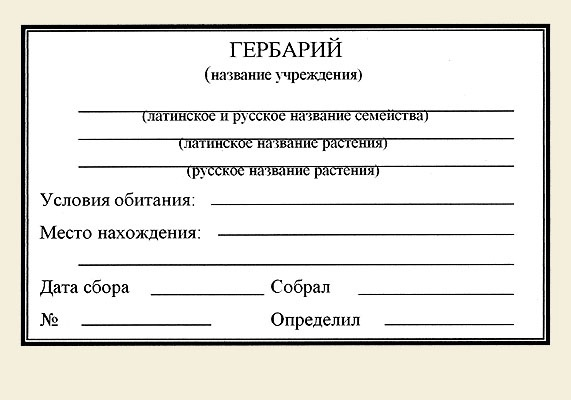 ГЕРБАРИЙ
(название учреждения)
(латинское и русское название семейства)
(латинское название растения)
(русское название растения)
Условия обитания:
Место нахождения:
Дата сбора Собрал
№ Определил